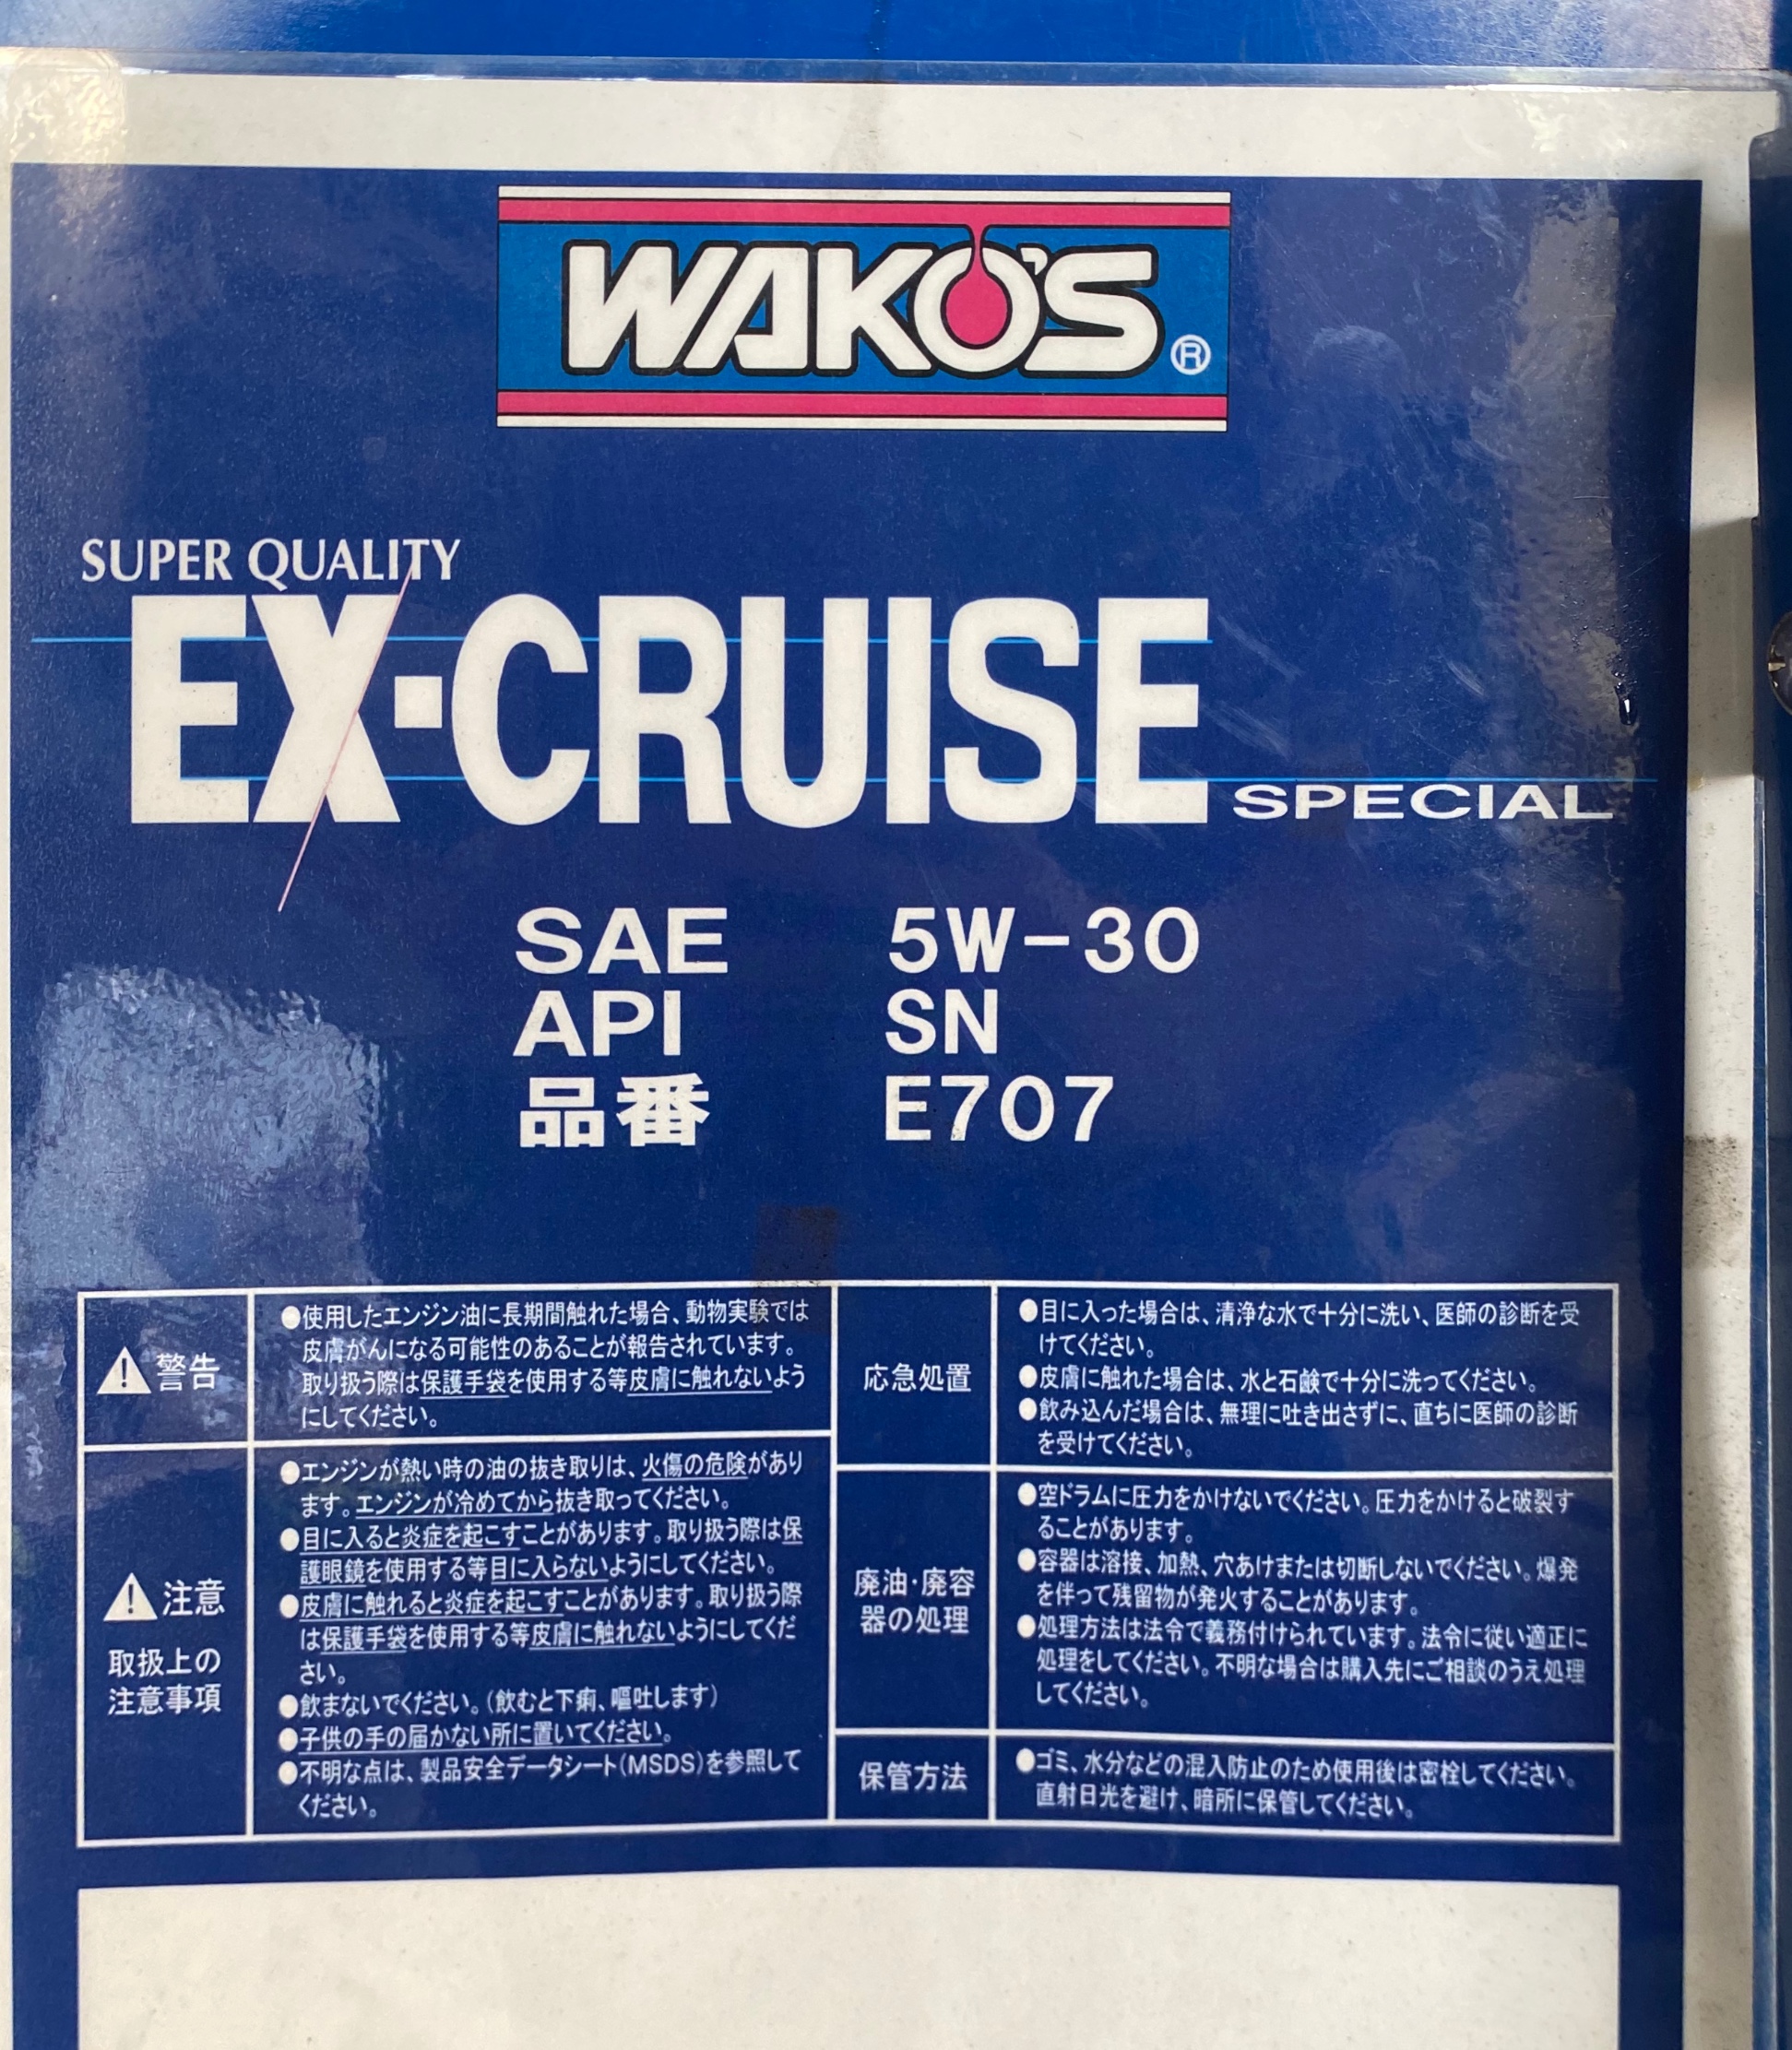 WAKO'S®
SUPER QUALITY
EX・CRUISE SPECIAL
SAE 5W-30
API SN
品番 E707
警告
●使用したエンジン油に長期間触れた場合、動物実験では
皮膚がんになる可能性のあることが報告されています。
取り扱う際は保護手袋を使用する等皮膚に触れないよう
にしてください。
注意
取扱上の
注意事項
●エンジンが熱い時の油の抜き取りは、火傷の危険があり
ます。エンジンが冷めてから抜き取ってください。
●目に入ると炎症を起こすことがあります。取り扱う際は保
護眼鏡を使用する等目に入らないようにしてください。
●皮膚に触れると炎症を起こすことがあります。取り扱う際
は保護手袋を使用する等皮膚に触れないようにしてくだ
さい。
●飲まないでください。(飲むと下痢、嘔吐します)
●子供の手の届かない所に置いてください。
●不明な点は、製品安全データシート(MSDS)を参照して
ください。
応急処置
●目に入った場合は、清浄な水で十分に洗い、医師の診断を受
けてください。
●皮膚に触れた場合は、水と石鹸で十分に洗ってください。
●飲み込んだ場合は、無理に吐き出さずに、直ちに医師の診断
を受けてください。
廃油・廃容
器の処理
●空ドラムに圧力をかけないでください。圧力をかけると破裂す
ることがあります。
●容器は溶接、加熱、穴あけまたは切断しないでください。爆発
を伴って残留物が発火することがあります。
●処理方法は法令で義務付けられています。法令に従い適正に
処理をしてください。不明な場合は購入先にご相談のうえ処理
してください。
保管方法
●ゴミ、水分などの混入防止のため使用後は密栓してください。
直射日光を避け、暗所に保管してください。